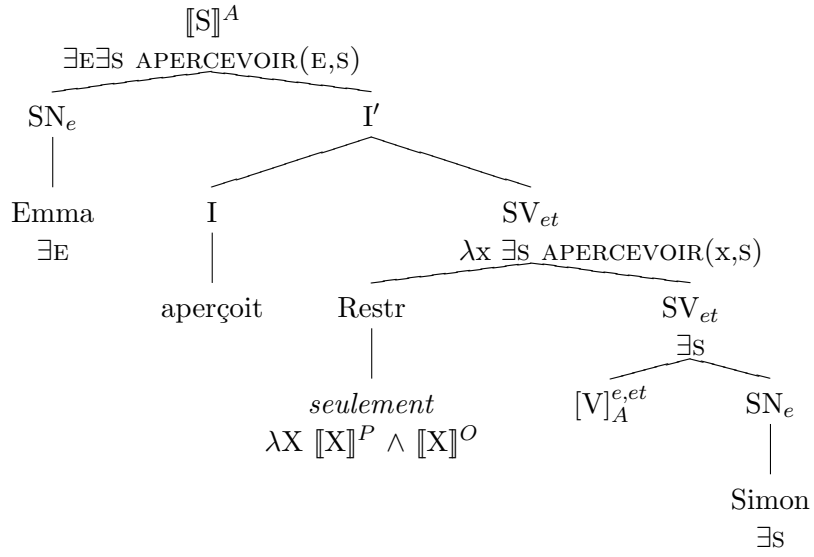 ⟦S⟧^A
∃E∃S APERCEVOIR(E,S)
SN_e I′
Emma I SV_et
∃E λx ∃S APERCEVOIR(x,S)
aperçoit Restr SV_et
∃S
seulement [V]_A^{e,et} SN_e
λX ⟦X⟧^P ∧ ⟦X⟧^O
Simon
∃S